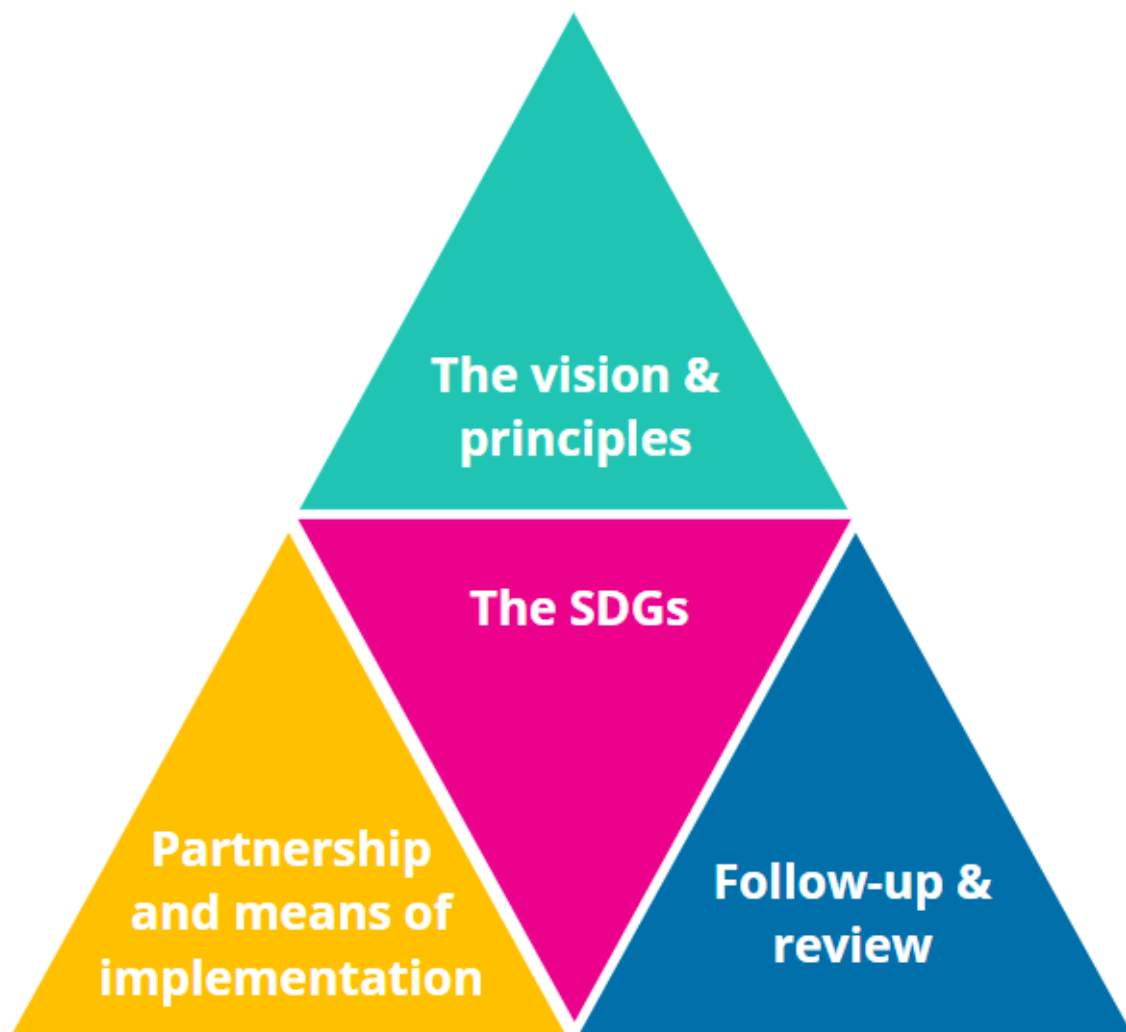 The vision &
principles
The SDGs
Partnership
and means of
implementation
Follow-up &
review